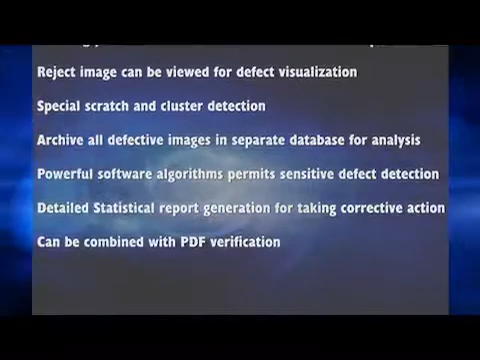 Reject image can be viewed for defect visualization
Special scratch and cluster detection
Archive all defective images in separate database for analysis
Powerful software algorithms permits sensitive defect detection
Detailed Statistical report generation for taking corrective action
Can be combined with PDF verification